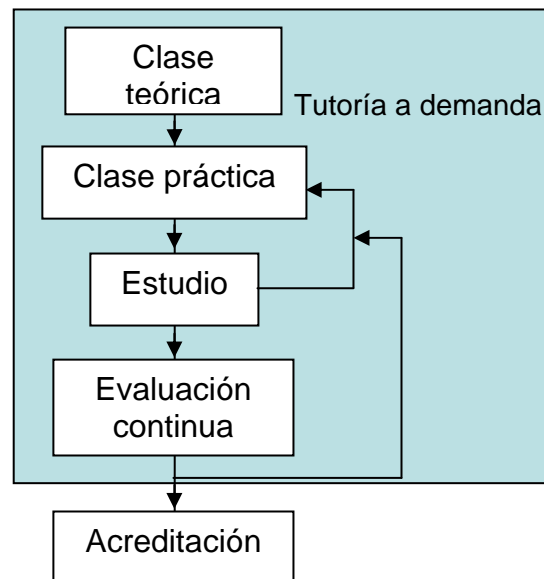 Clase
teórica
Tutoría a demanda
Clase práctica
Estudio
Evaluación
continua
Acreditación